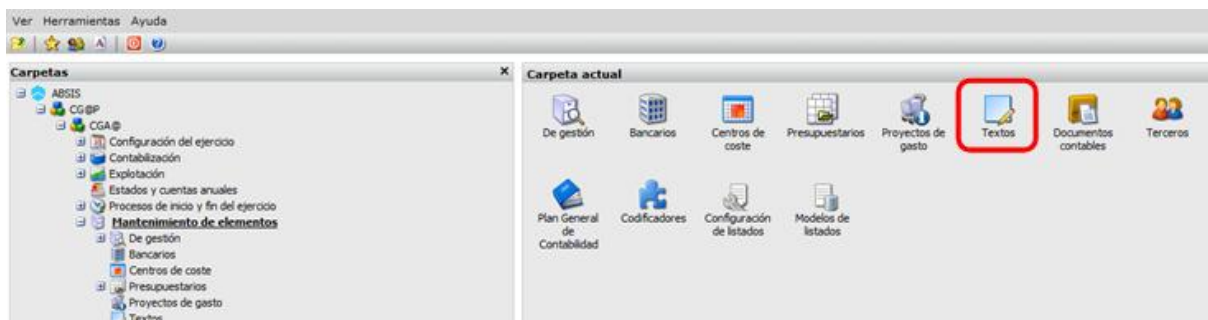 Ver Herramientas Ayuda
Carpetas
ABSIS
CG@P
CGA@
Configuración del ejercicio
Contabilización
Explotación
Estados y cuentas anuales
Procesos de inicio y fin del ejercicio
Mantenimiento de elementos
De gestión
Bancarios
Centros de coste
Presupuestarios
Proyectos de gasto
Textos
Carpeta actual
De gestión
Bancarios
Centros de
coste
Presupuestarios
Proyectos de
gasto
Textos
Documentos
contables
Terceros
Plan General
de
Contabilidad
Codificadores
Configuración
de listados
Modelos de
listados